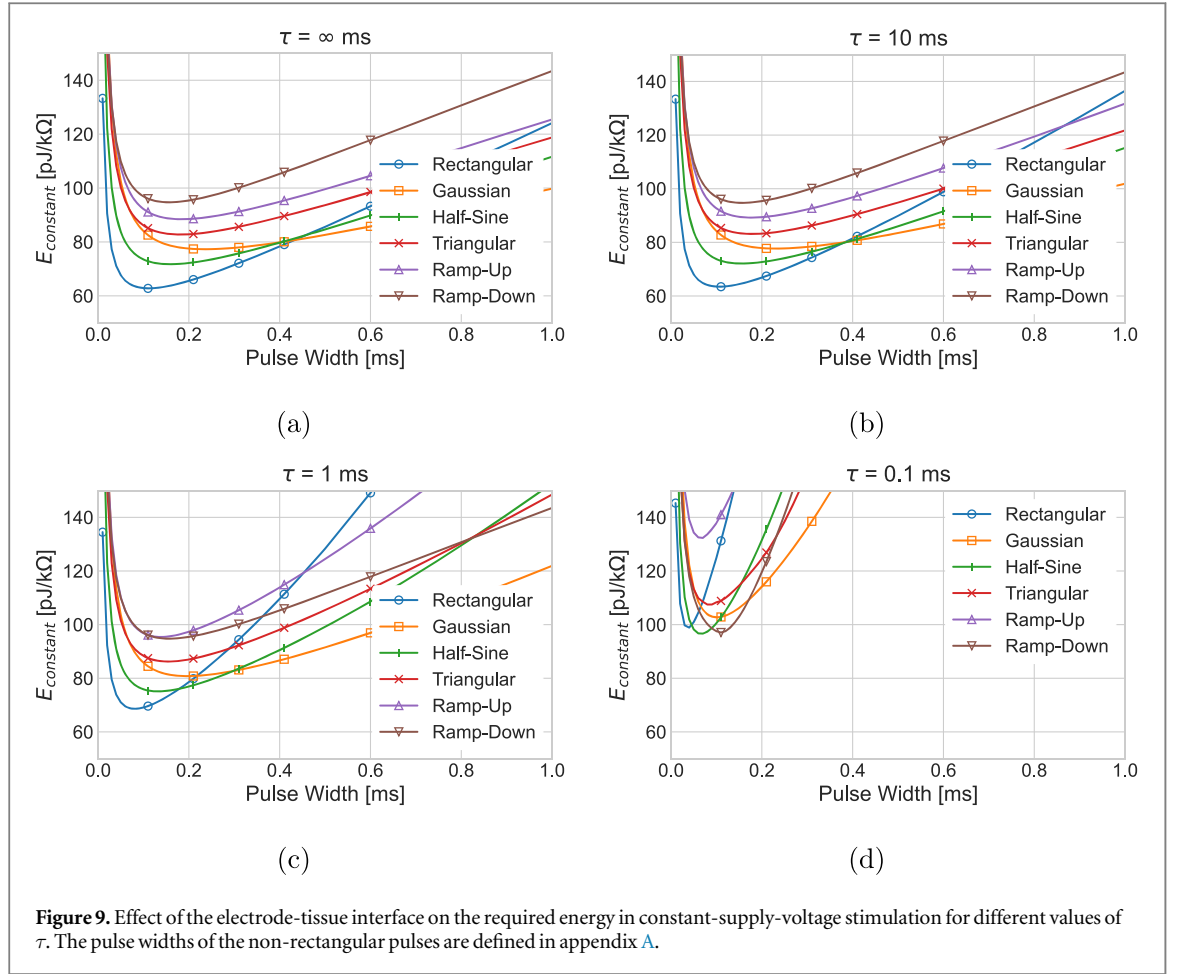 τ = ∞ ms
140
120
100
80
60
E_constant [pJ/kΩ]
Rectangular
Gaussian
Half-Sine
Triangular
Ramp-Up
Ramp-Down
0.0 0.2 0.4 0.6 0.8 1.0
Pulse Width [ms]
(a)
τ = 10 ms
140
120
100
80
60
E_constant [pJ/kΩ]
Rectangular
Gaussian
Half-Sine
Triangular
Ramp-Up
Ramp-Down
0.0 0.2 0.4 0.6 0.8 1.0
Pulse Width [ms]
(b)
τ = 1 ms
140
120
100
80
60
E_constant [pJ/kΩ]
Rectangular
Gaussian
Half-Sine
Triangular
Ramp-Up
Ramp-Down
0.0 0.2 0.4 0.6 0.8 1.0
Pulse Width [ms]
(c)
τ = 0.1 ms
140
120
100
80
60
E_constant [pJ/kΩ]
Rectangular
Gaussian
Half-Sine
Triangular
Ramp-Up
Ramp-Down
0.0 0.2 0.4 0.6 0.8 1.0
Pulse Width [ms]
(d)
Figure 9. Effect of the electrode-tissue interface on the required energy in constant-supply-voltage stimulation for different values of
τ. The pulse widths of the non-rectangular pulses are defined in appendix A.